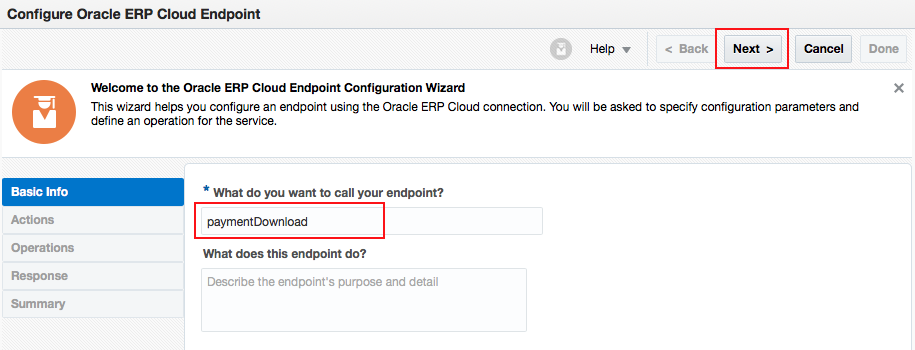 Configure Oracle ERP Cloud Endpoint
Help
< Back
Next >
Cancel
Done
Welcome to the Oracle ERP Cloud Endpoint Configuration Wizard
This wizard helps you configure an endpoint using the Oracle ERP Cloud connection. You will be asked to specify configuration parameters and
define an operation for the service.
Basic Info
Actions
Operations
Response
Summary
* What do you want to call your endpoint?
paymentDownload
What does this endpoint do?
Describe the endpoint's purpose and detail